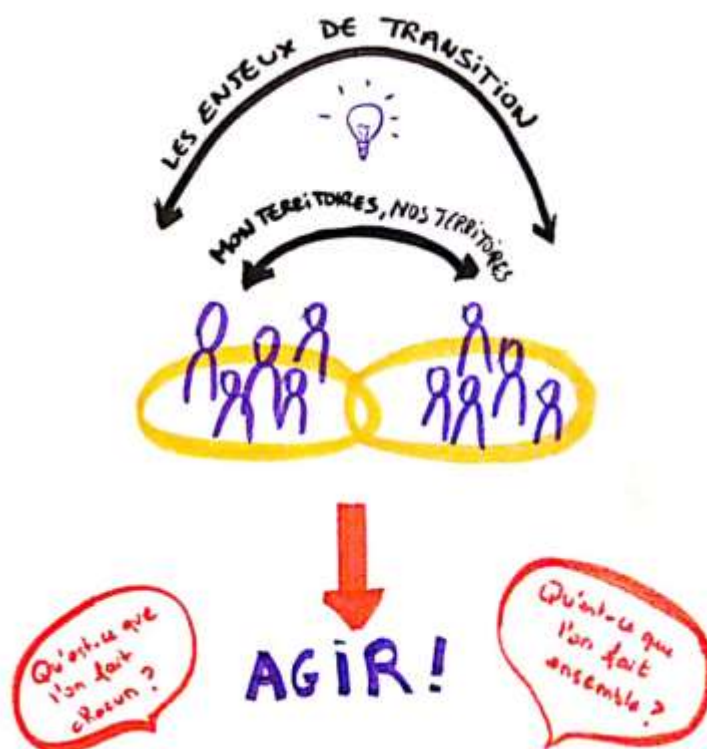 LES ENJEUX DE TRANSITION
MON TERRITOIRES, NOS TERRITOIRES
AGIR!
Qu'est-ce que
l'on fait
chacun?
Qu'est-ce que
l'on fait
ensemble?